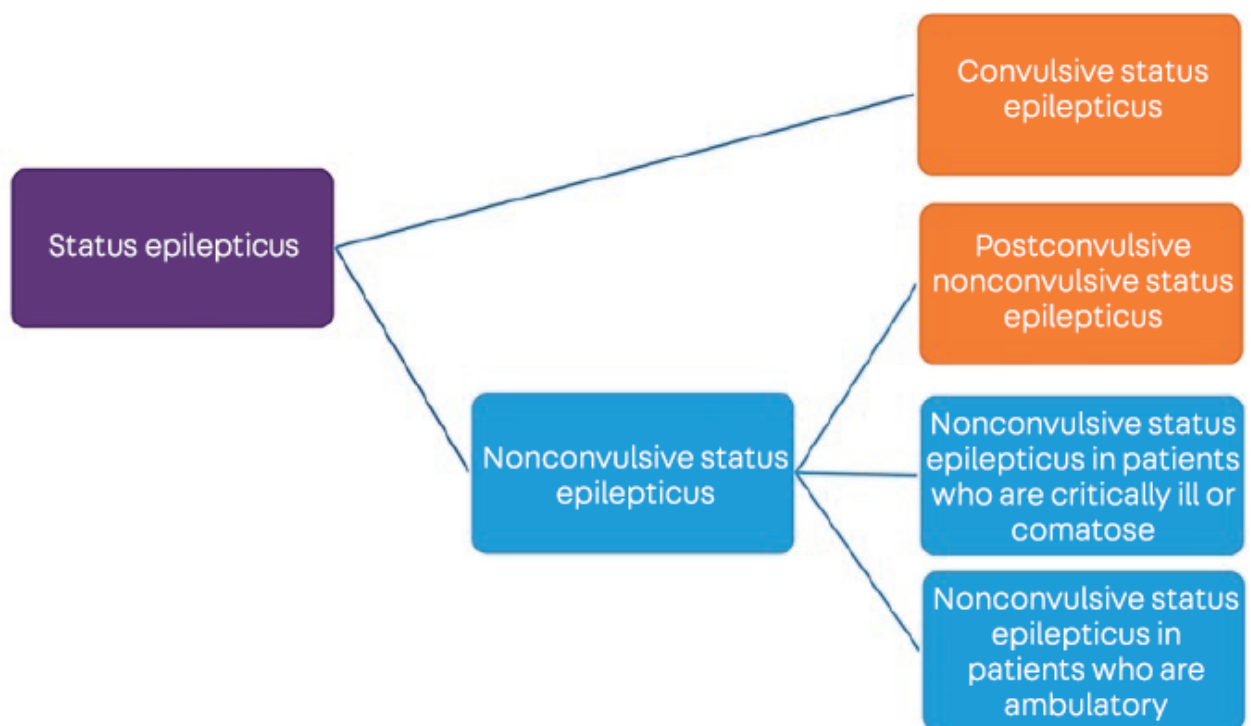 Convulsive status
epilepticus
Status epilepticus
Postconvulsive
nonconvulsive status
epilepticus
Nonconvulsive status
epilepticus
Nonconvulsive status
epilepticus in patients
who are critically ill or
comatose
Nonconvulsive status
epilepticus in
patients who are
ambulatory